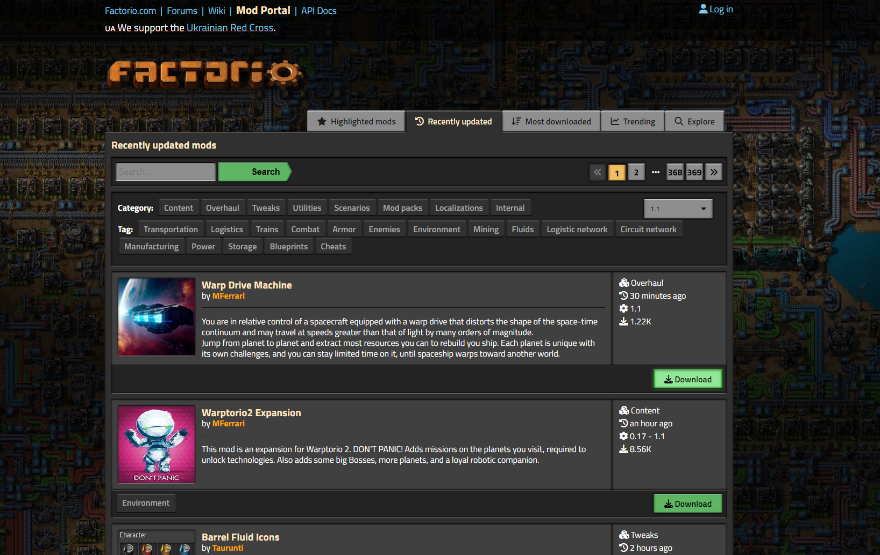 Factorio.com | Forums | Wiki | Mod Portal | API Docs
Log in
UA We support the Ukrainian Red Cross.
FACTORIO
Highlighted mods
Recently updated
Most downloaded
Trending
Explore
Recently updated mods
Search...
Search
« 1 2 ... 368 369 »
Category: Content Overhaul Tweaks Utilities Scenarios Mod packs Localizations Internal
1.1
Tag: Transportation Logistics Trains Combat Armor Enemies Environment Mining Fluids Logistic network Circuit network
Manufacturing Power Storage Blueprints Cheats
Warp Drive Machine
by MFerrari
You are in relative control of a spacecraft equipped with a warp drive that distorts the shape of the space-time
continuum and may travel at speeds greater than that of light by many orders of magnitude.
Jump from planet to planet and extract most resources you can to rebuild you ship. Each planet is unique with
its own challenges, and you can stay limited time on it, until spaceship warps toward another world.
Overhaul
30 minutes ago
1.1
1.22K
Download
DON'T PANIC
Warptorio2 Expansion
by MFerrari
This mod is an expansion for Warptorio 2. DON'T PANIC! Adds missions on the planets you visit, required to
unlock technologies. Also adds some big Bosses, more planets, and a loyal robotic companion.
Content
an hour ago
0.17 - 1.1
8.56K
Environment
Download
Character
Barrel Fluid Icons
by Taurunti
Tweaks
2 hours ago